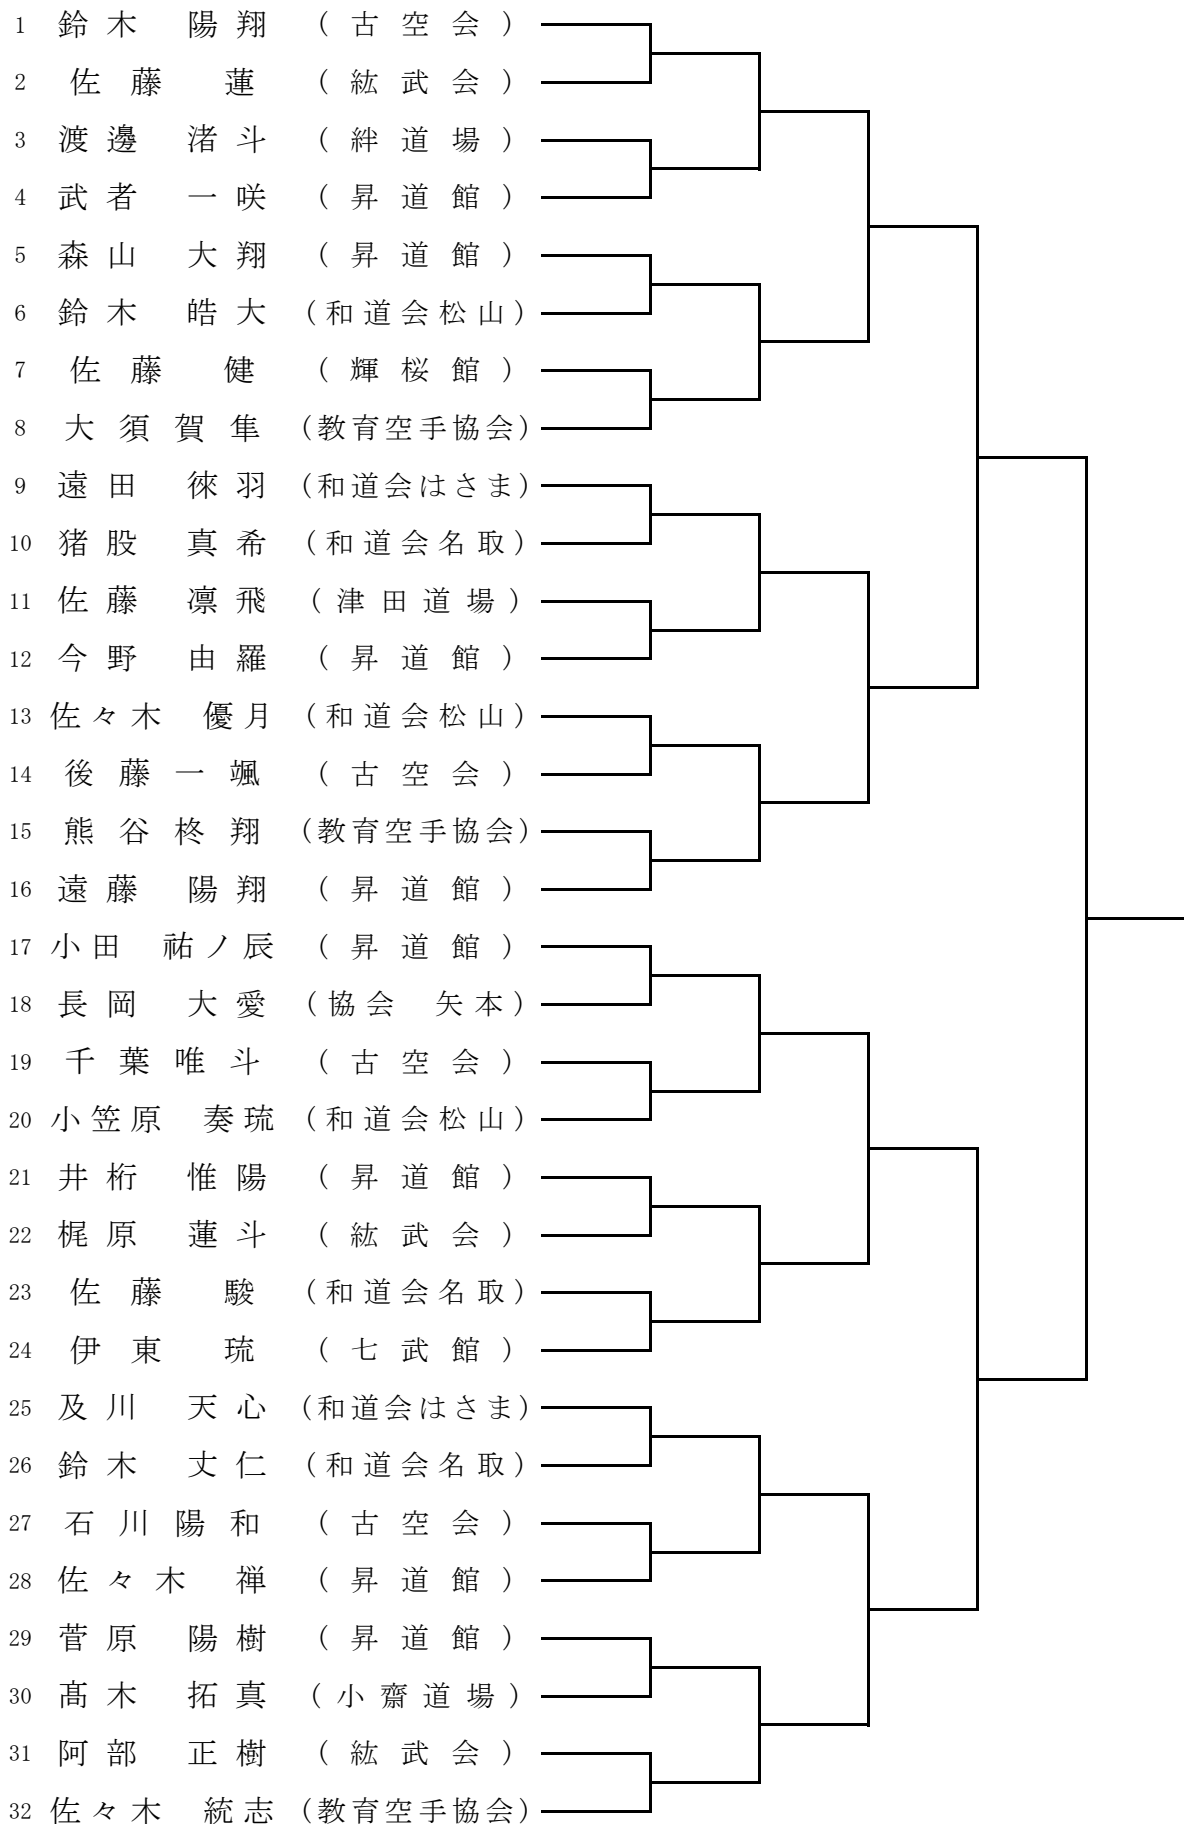 1 鈴木 陽翔 (古空会)
2 佐藤 蓮 (紘武会)
3 渡邊 渚斗 (絆道場)
4 武者 一咲 (昇道館)
5 森山 大翔 (昇道館)
6 鈴木 皓大 (和道会松山)
7 佐藤 健 (輝桜館)
8 大須賀隼 (教育空手協会)
9 遠田 徠羽 (和道会はさま)
10 猪股 真希 (和道会名取)
11 佐藤 凛飛 (津田道場)
12 今野 由羅 (昇道館)
13 佐々木 優月 (和道会松山)
14 後藤一颯 (古空会)
15 熊谷柊翔 (教育空手協会)
16 遠藤 陽翔 (昇道館)
17 小田 祐ノ辰 (昇道館)
18 長岡 大愛 (協会 矢本)
19 千葉唯斗 (古空会)
20 小笠原 奏琉 (和道会松山)
21 井桁 惟陽 (昇道館)
22 梶原 蓮斗 (紘武会)
23 佐藤 駿 (和道会名取)
24 伊東 琉 (七武館)
25 及川 天心 (和道会はさま)
26 鈴木 丈仁 (和道会名取)
27 石川陽和 (古空会)
28 佐々木 禅 (昇道館)
29 菅原 陽樹 (昇道館)
30 髙木 拓真 (小齋道場)
31 阿部 正樹 (紘武会)
32 佐々木 統志 (教育空手協会)